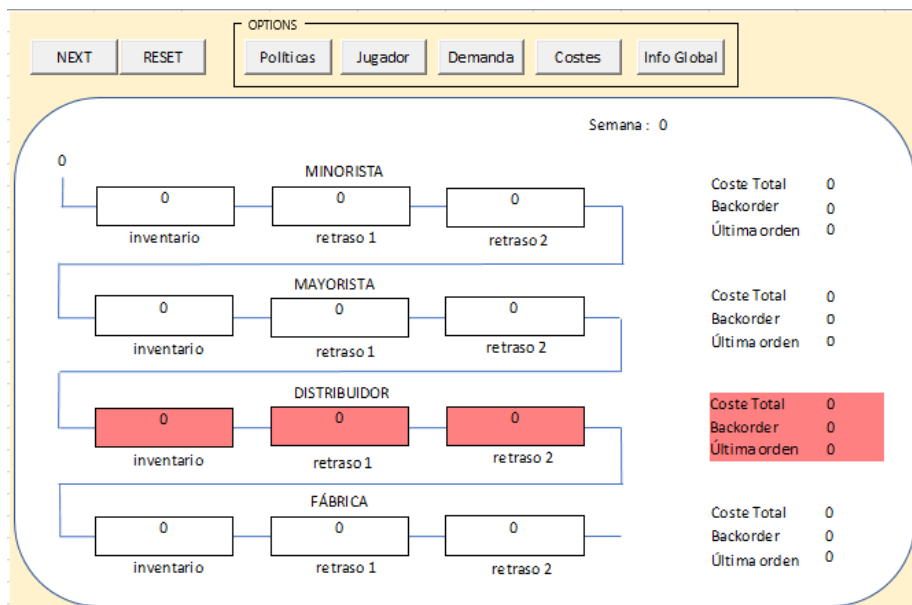 OPTIONS
NEXT RESET Políticas Jugador Demanda Costes Info Global
Semana : 0
0
MINORISTA
0 0 0
inventario retraso 1 retraso 2
Coste Total 0
Backorder 0
Última orden 0
MAYORISTA
0 0 0
inventario retraso 1 retraso 2
Coste Total 0
Backorder 0
Última orden 0
DISTRIBUIDOR
0 0 0
inventario retraso 1 retraso 2
Coste Total 0
Backorder 0
Última orden 0
FÁBRICA
0 0 0
inventario retraso 1 retraso 2
Coste Total 0
Backorder 0
Última orden 0